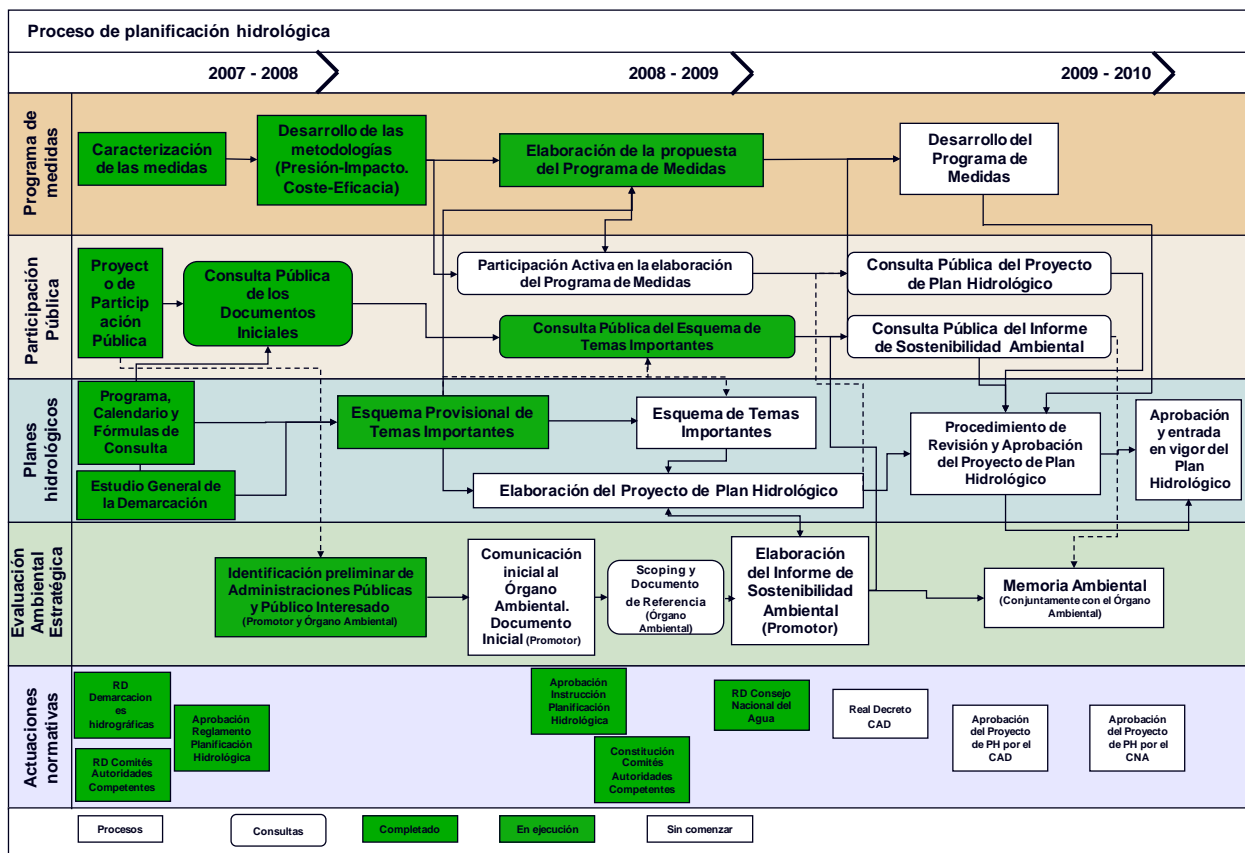 Proceso de planificación hidrológica
2007 - 2008
2008 - 2009
2009 - 2010
Programa de
medidas
Caracterización
de las medidas
Desarrollo de las
metodologías
(Presión-Impacto.
Coste-Eficacia)
Elaboración de la propuesta
del Programa de Medidas
Desarrollo del
Programa de
Medidas
Participación
Pública
Proyect
o de
Particip
ación
Pública
Consulta Pública
de los
Documentos
Iniciales
Participación Activa en la elaboración
del Programa de Medidas
Consulta Pública del Proyecto
de Plan Hidrológico
Consulta Pública del Esquema de
Temas Importantes
Consulta Pública del Informe
de Sostenibilidad Ambiental
Planes
hidrológicos
Programa,
Calendario y
Fórmulas de
Consulta
Estudio General de
la Demarcación
Esquema Provisional de
Temas Importantes
Esquema de Temas
Importantes
Elaboración del Proyecto de Plan Hidrológico
Procedimiento de
Revisión y Aprobación
del Proyecto de Plan
Hidrológico
Aprobación
y entrada
en vigor del
Plan
Hidrológico
Evaluación
Ambiental
Estratégica
Identificación preliminar de
Administraciones Públicas
y Público Interesado
(Promotor y Órgano Ambiental)
Comunicación
inicial al
Órgano
Ambiental.
Documento
Inicial (Promotor)
Scoping y
Documento
de Referencia
(Órgano
Ambiental)
Elaboración
del Informe de
Sostenibilidad
Ambiental
(Promotor)
Memoria Ambiental
(Conjuntamente con el Órgano
Ambiental)
Actuaciones
normativas
RD
Demarcacion
es
hidrográficas
RD Comités
Autoridades
Competentes
Aprobación
Reglamento
Planificación
Hidrológica
Aprobación
Instrucción
Planificación
Hidrológica
Constitución
Comités
Autoridades
Competentes
RD Consejo
Nacional del
Agua
Real Decreto
CAD
Aprobación
del Proyecto
de PH por el
CAD
Aprobación
del Proyecto
de PH por el
CNA
Procesos
Consultas
Completado
En ejecución
Sin comenzar